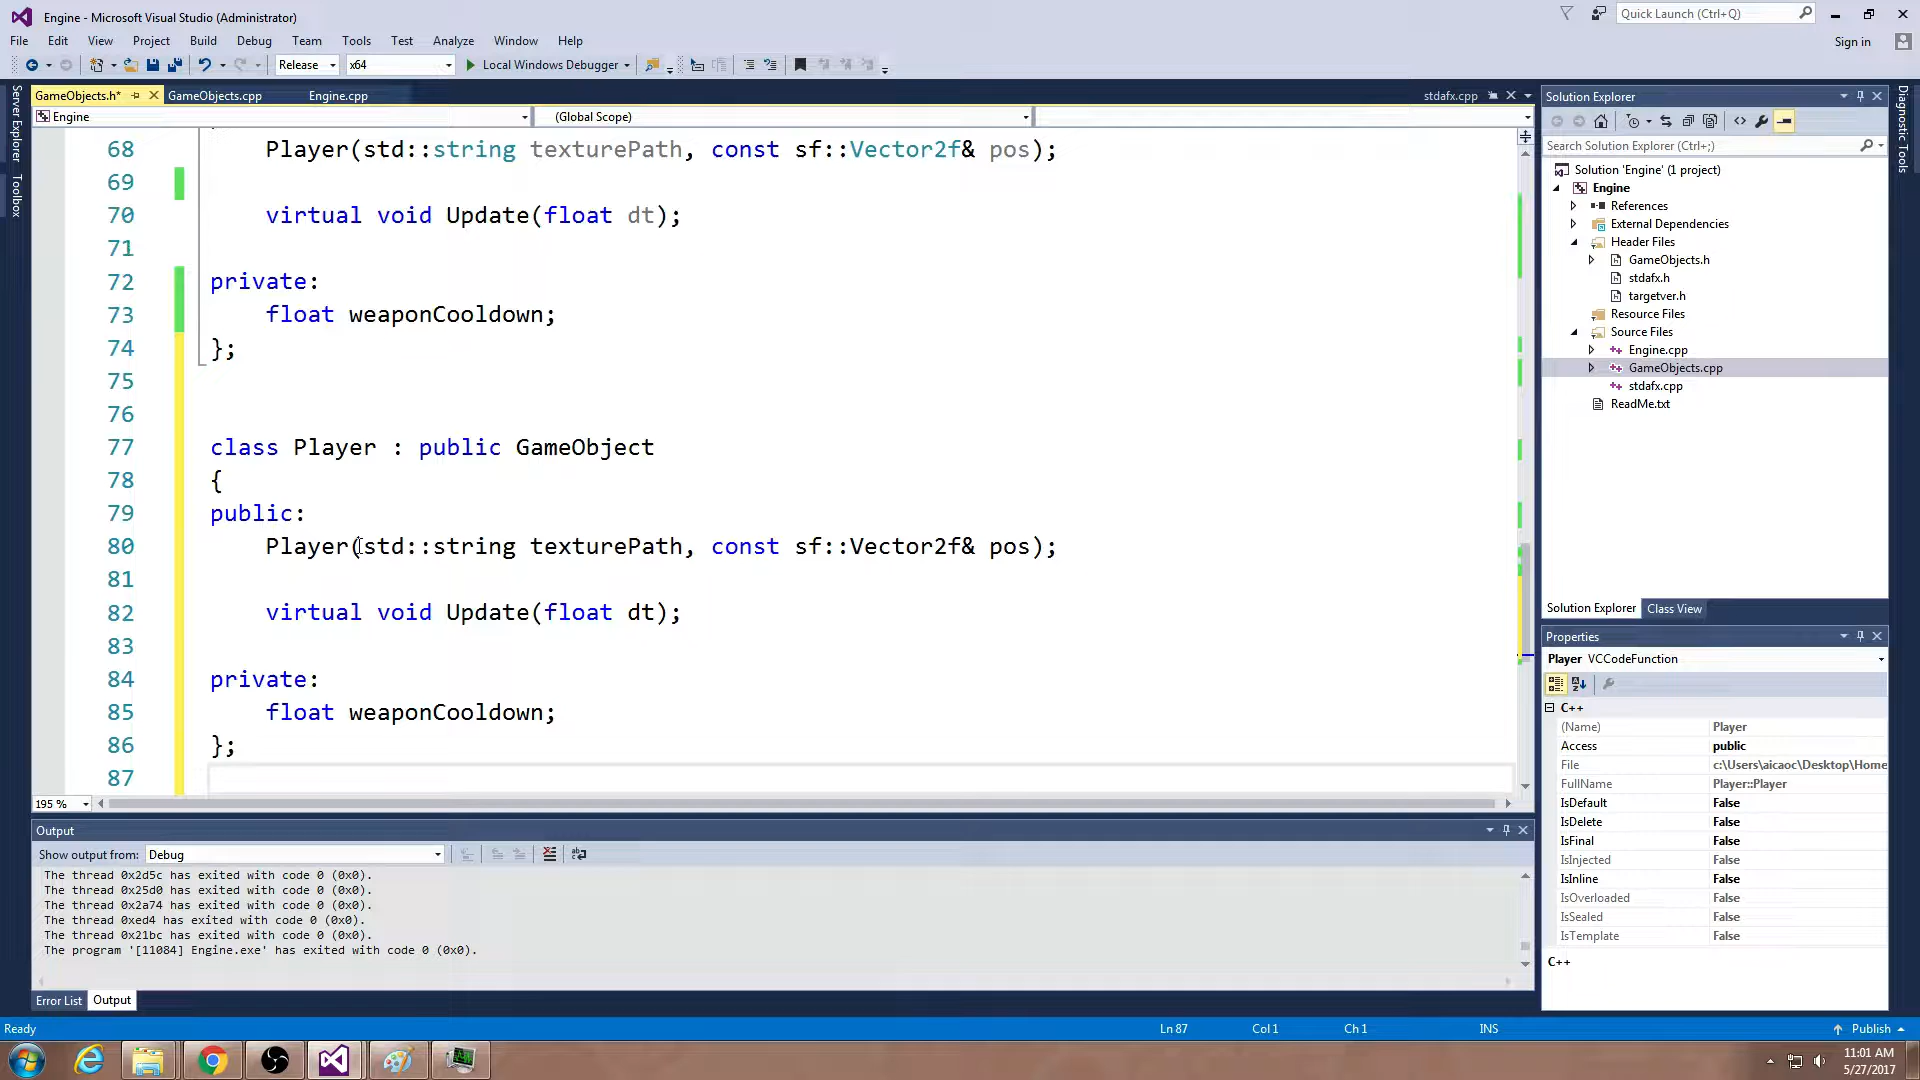 Engine - Microsoft Visual Studio (Administrator)
Quick Launch (Ctrl+Q)
File Edit View Project Build Debug Team Tools Test Analyze Window Help
Sign in
Release x64 Local Windows Debugger
GameObjects.h* GameObjects.cpp Engine.cpp stdafx.cpp
Engine (Global Scope)
Server Explorer
Toolbox
68 Player(std::string texturePath, const sf::Vector2f& pos);
69
70 virtual void Update(float dt);
71
72 private:
73 float weaponCooldown;
74 };
75
76
77 class Player : public GameObject
78 {
79 public:
80 Player(std::string texturePath, const sf::Vector2f& pos);
81
82 virtual void Update(float dt);
83
84 private:
85 float weaponCooldown;
86 };
87
195 %
Output
Show output from: Debug
The thread 0x2d5c has exited with code 0 (0x0).
The thread 0x25d0 has exited with code 0 (0x0).
The thread 0x2a74 has exited with code 0 (0x0).
The thread 0xed4 has exited with code 0 (0x0).
The thread 0x21bc has exited with code 0 (0x0).
The program '[11084] Engine.exe' has exited with code 0 (0x0).
Error List Output
Solution Explorer
Search Solution Explorer (Ctrl+;)
Solution 'Engine' (1 project)
Engine
References
External Dependencies
Header Files
GameObjects.h
stdafx.h
targetver.h
Resource Files
Source Files
Engine.cpp
GameObjects.cpp
stdafx.cpp
ReadMe.txt
Solution Explorer Class View
Properties
Player VCCodeFunction
C++
(Name) Player
Access public
File c:\Users\aicaoc\Desktop\Home
FullName Player::Player
IsDefault False
IsDelete False
IsFinal False
IsInjected False
IsInline False
IsOverloaded False
IsSealed False
IsTemplate False
C++
Diagnostic Tools
Ready Ln 87 Col 1 Ch 1 INS Publish
11:01 AM
5/27/2017